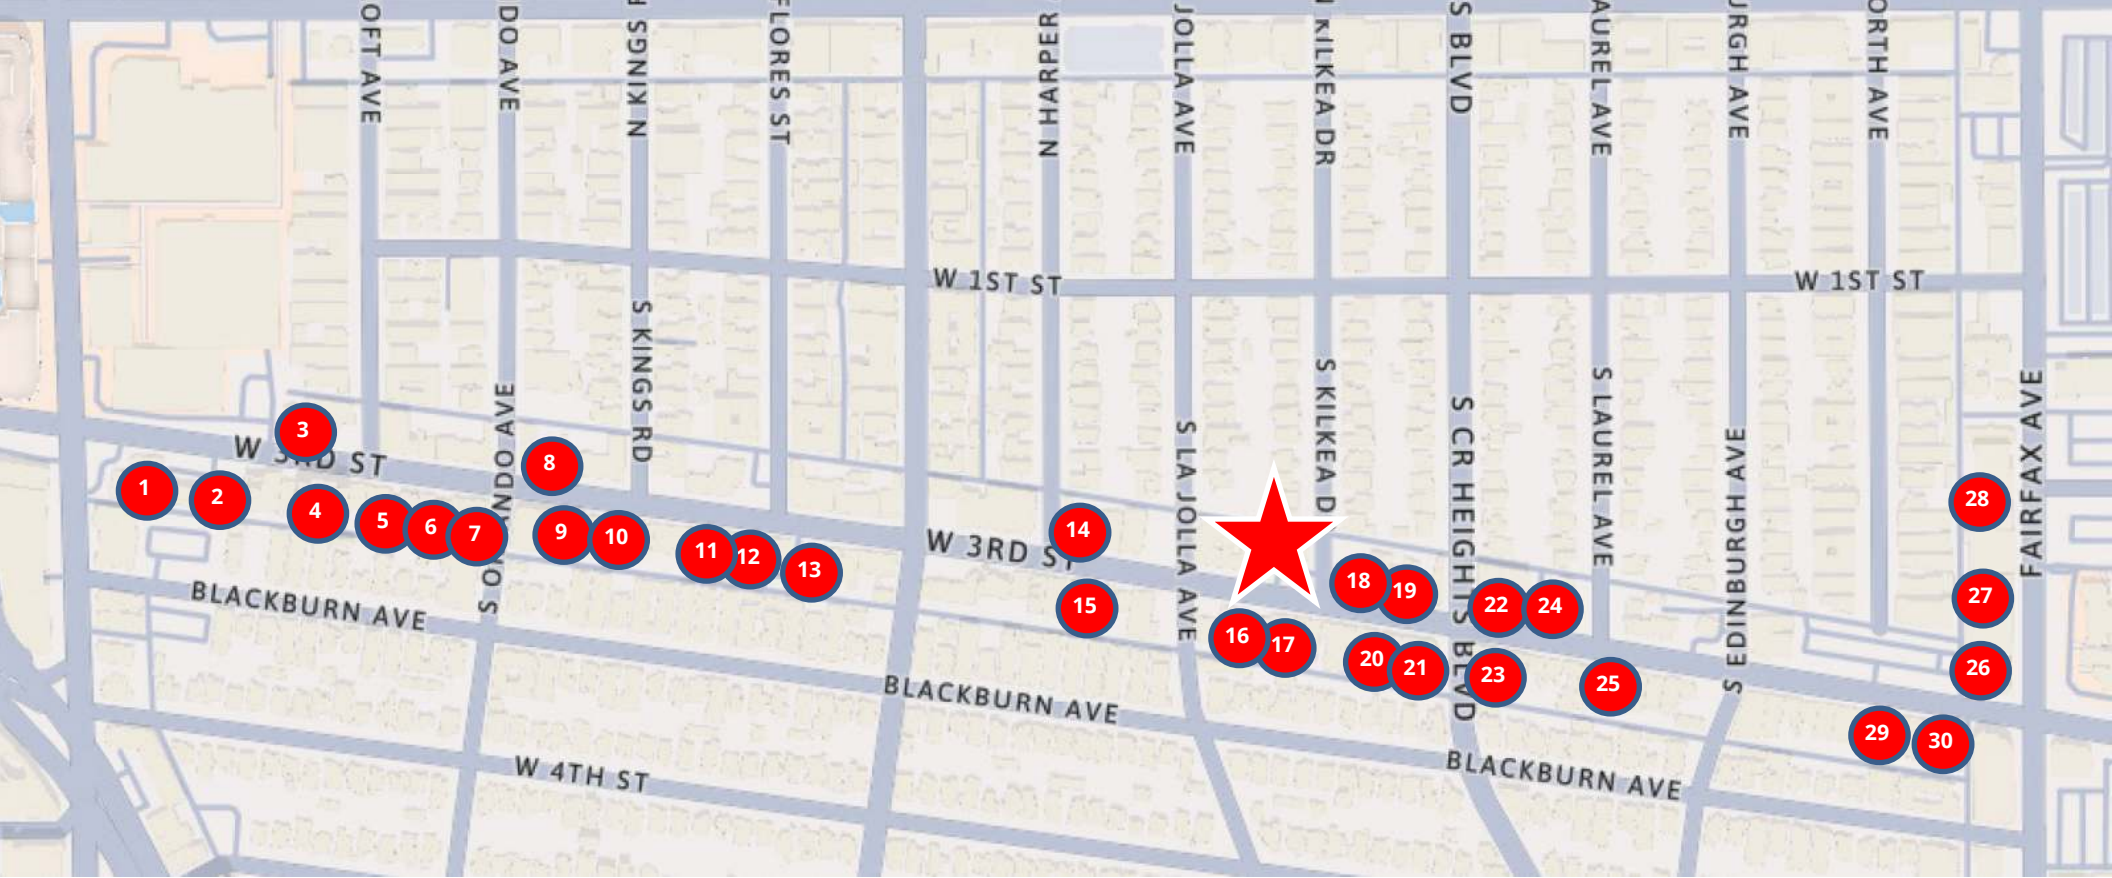 OFT AVE
DO AVE
S KINGS R
FLORES ST
N HARPER
JOLLA AVE
KILKEA DR
S BLVD
AUREL AVE
URGH AVE
ORTH AVE
W 1ST ST
W 1ST ST
S KINGS RD
S KILKEA D
S LAUREL AVE
FAIRFAX AVE
S LA JOLLA AVE
S CR HEIGHTS BLVD
S EDINBURGH AVE
W 3RD ST
3
8
1
2
4
5
6
7
9
10
11
12
13
W 3RD ST
14
15
16
17
18
19
20
21
22
24
23
25
28
27
26
29
30
BLACKBURN AVE
BLACKBURN AVE
BLACKBURN AVE
W 4TH ST